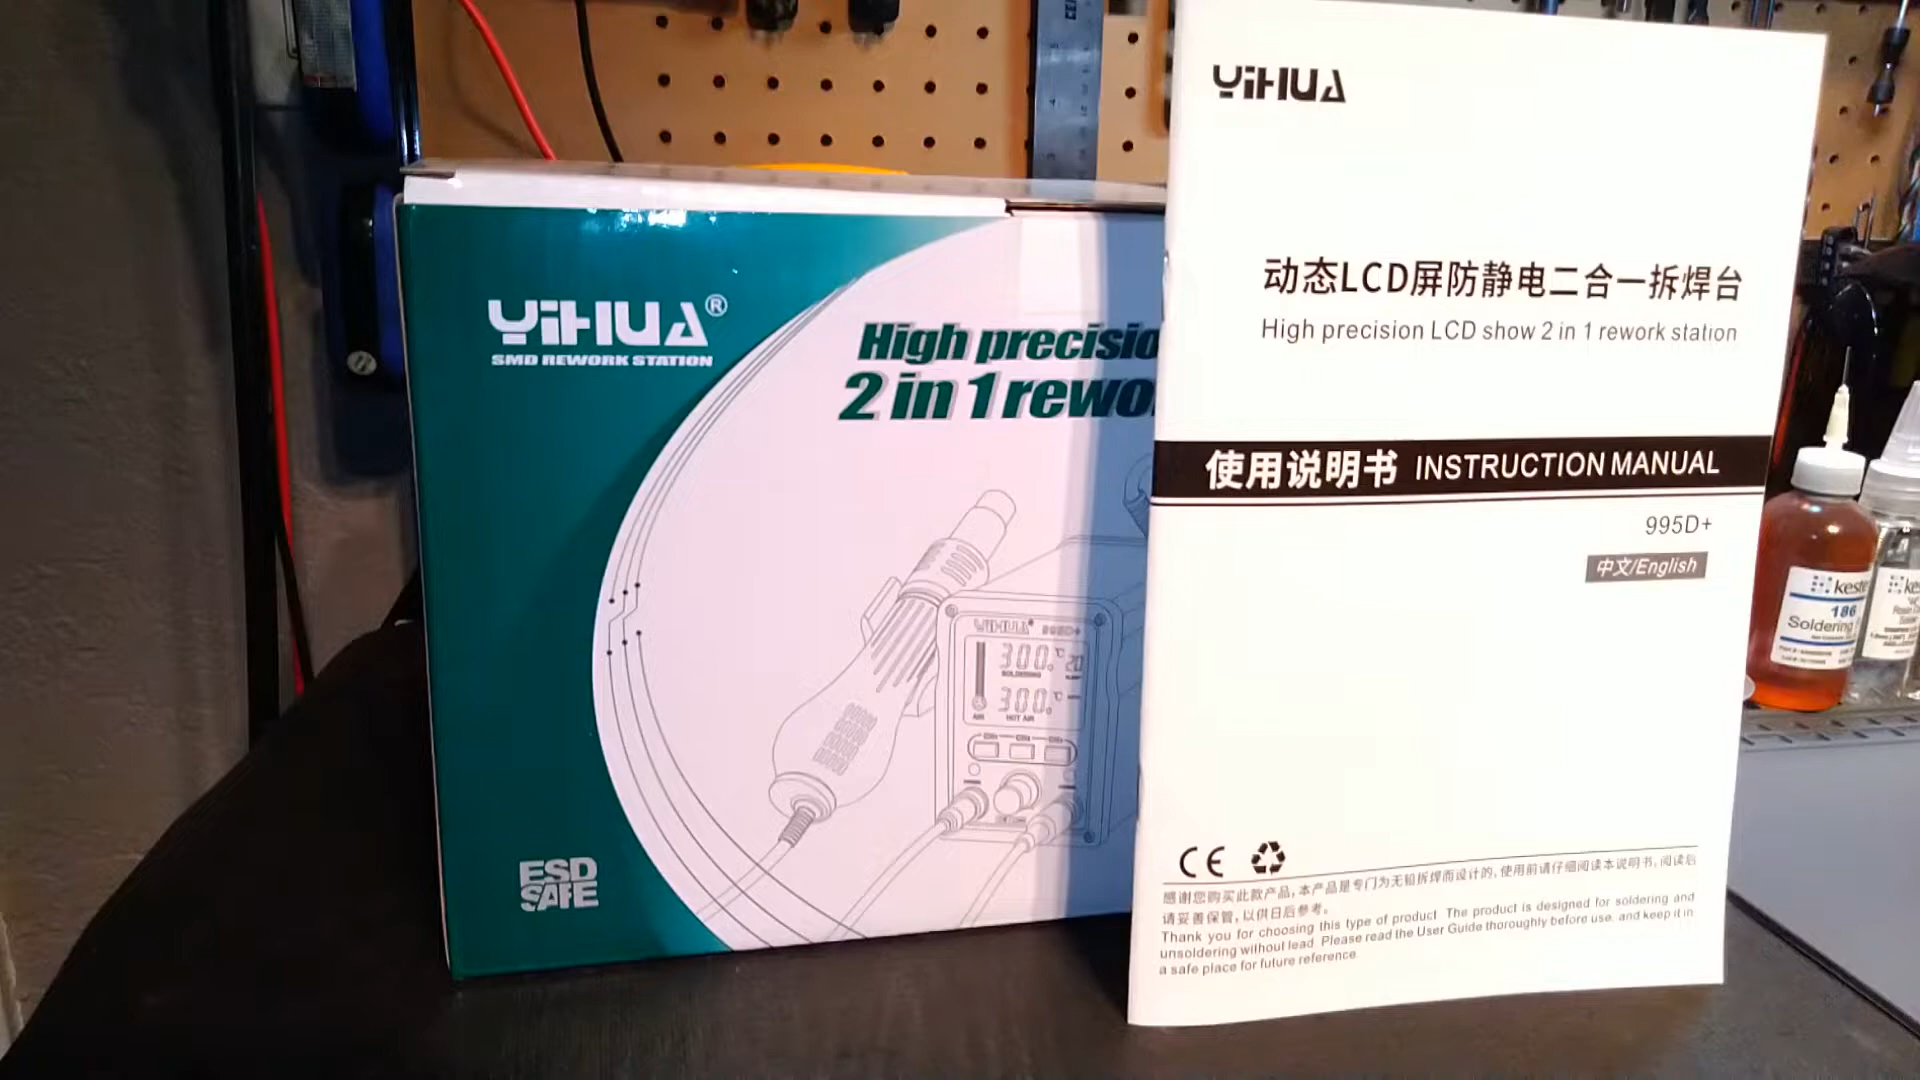 YIHUA®
SMD REWORK STATION
High precisio
2 in 1 rewo
YIHUA 995D+
300 °C 20
SOLDERING
300 °C
AIR HOT AIR
ESD
SAFE
YIHUA
动态LCD屏防静电二合一拆焊台
High precision LCD show 2 in 1 rework station
使用说明书 INSTRUCTION MANUAL
995D+
中文/English
CE
感谢您购买此款产品,本产品是专门为无铅拆焊而设计的,使用前请仔细阅读本说明书,阅读后
请妥善保管,以供日后参考。
Thank you for choosing this type of product. The product is designed for soldering and
unsoldering without lead. Please read the User Guide thoroughly before use, and keep it in
a safe place for future reference
keste
186
Soldering
ke